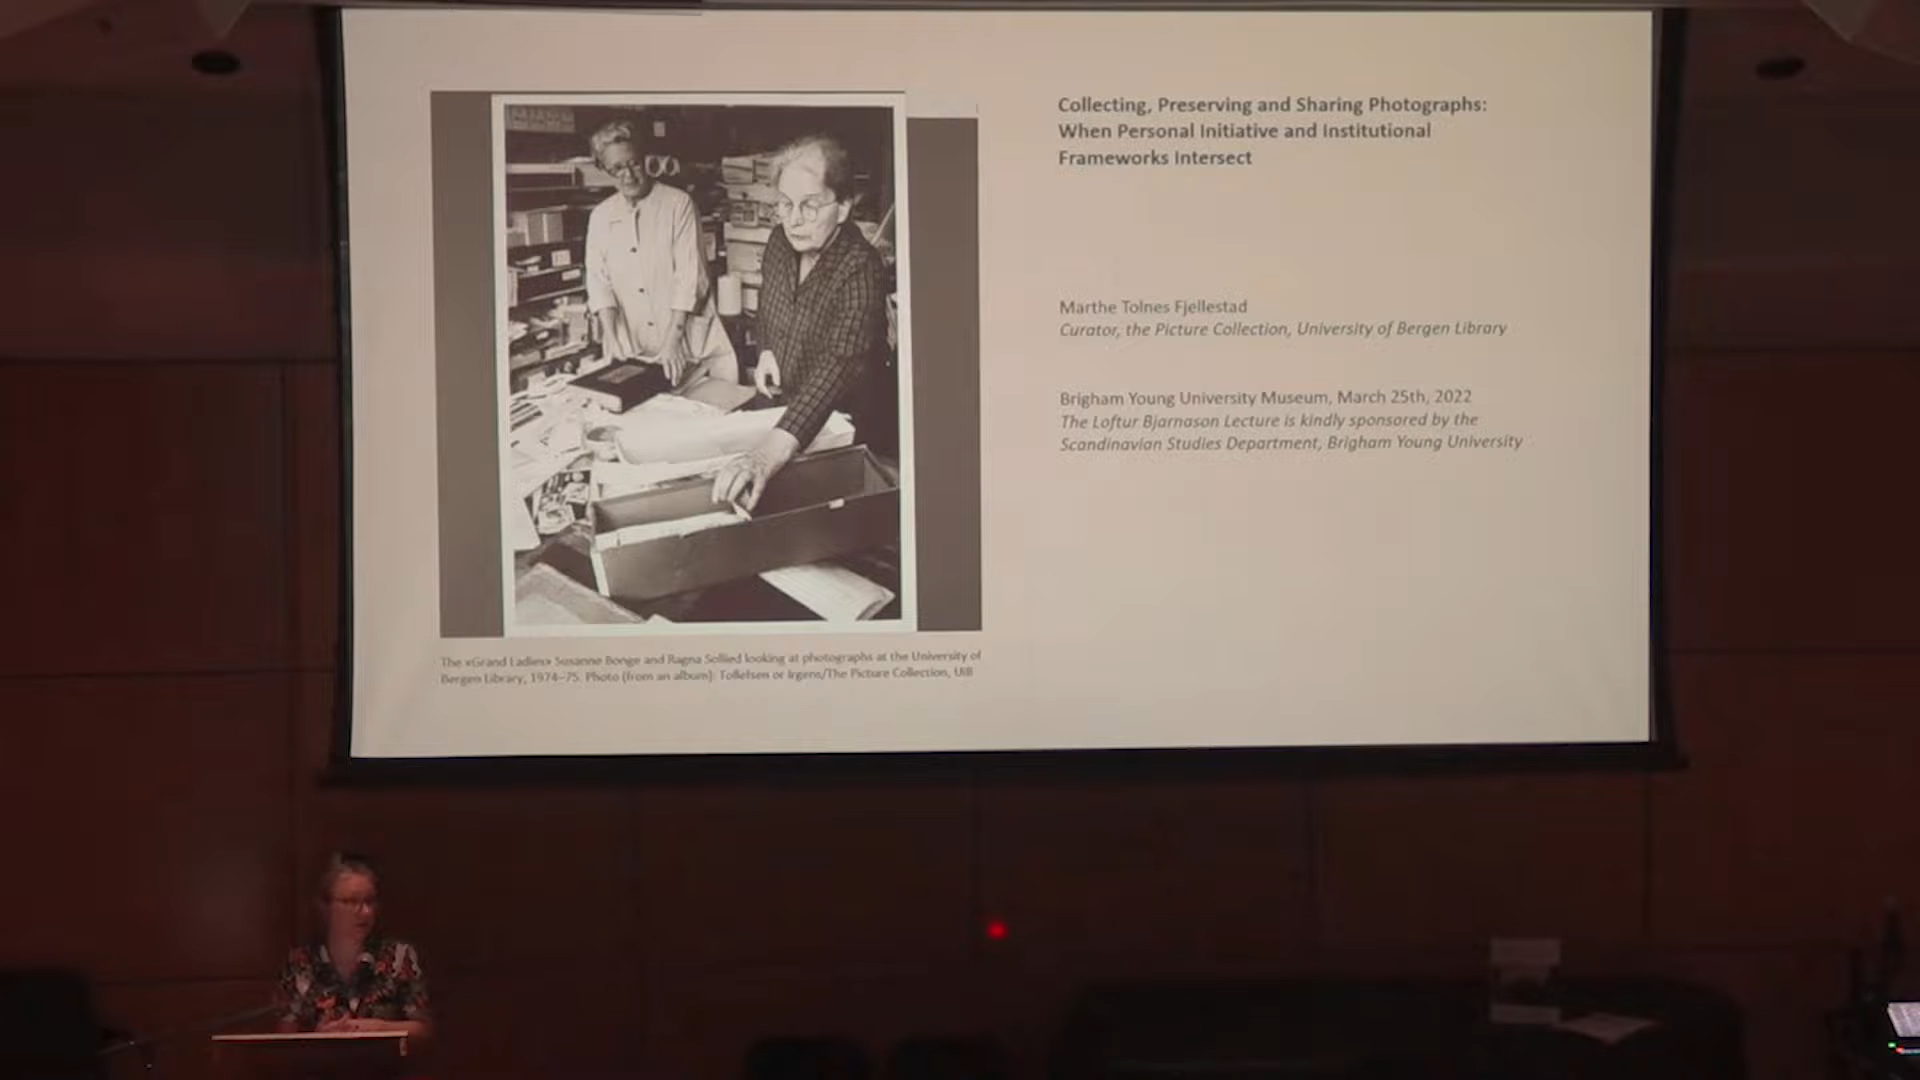 Collecting, Preserving and Sharing Photographs:
When Personal Initiative and Institutional
Frameworks Intersect
Marthe Tolnes Fjellestad
Curator, the Picture Collection, University of Bergen Library
Brigham Young University Museum, March 25th, 2022
The Loftur Bjarnason Lecture is kindly sponsored by the
Scandinavian Studies Department, Brigham Young University
The «Grand Ladies» Susanne Bonge and Ragna Sollied looking at photographs at the University of
Bergen Library, 1974–75. Photo (from an album): Tollefsen or Irgens/The Picture Collection, UiB